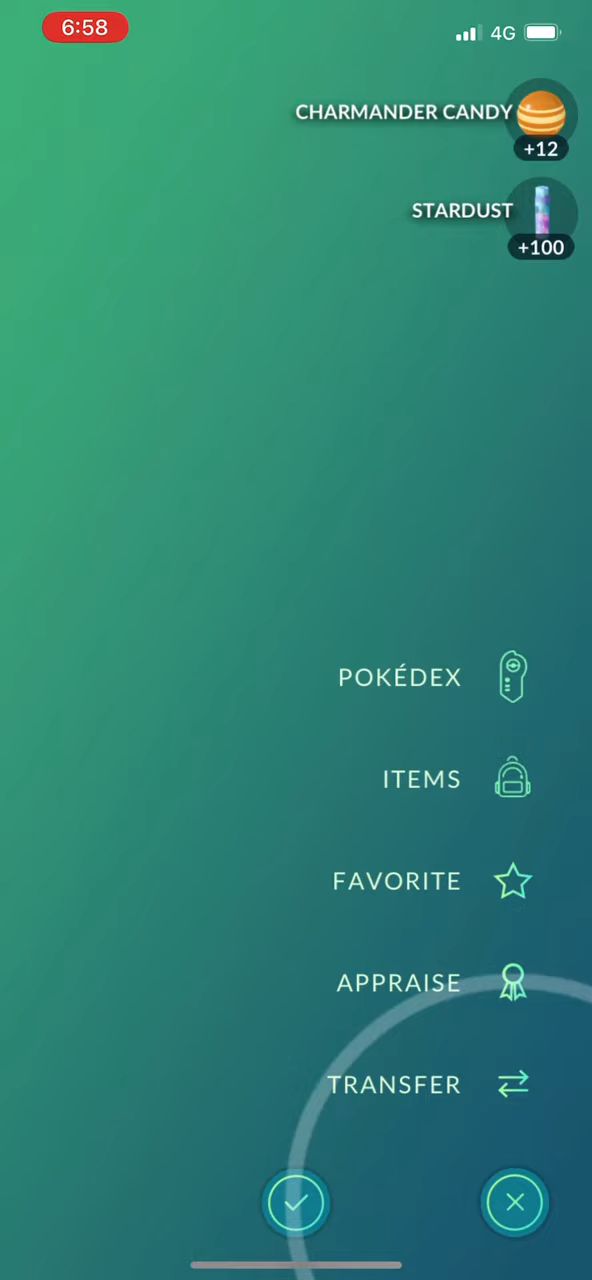 6:58
4G
CHARMANDER CANDY
+12
STARDUST
+100
POKÉDEX
ITEMS
FAVORITE
APPRAISE
TRANSFER